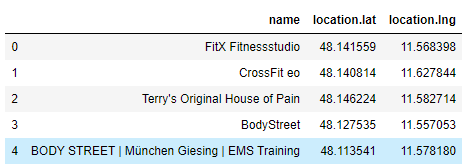 name location.lat location.lng
0 FitX Fitnessstudio 48.141559 11.568398
1 CrossFit eo 48.140814 11.627844
2 Terry's Original House of Pain 48.146224 11.582714
3 BodyStreet 48.127535 11.557053
4 BODY STREET | München Giesing | EMS Training 48.113541 11.578180